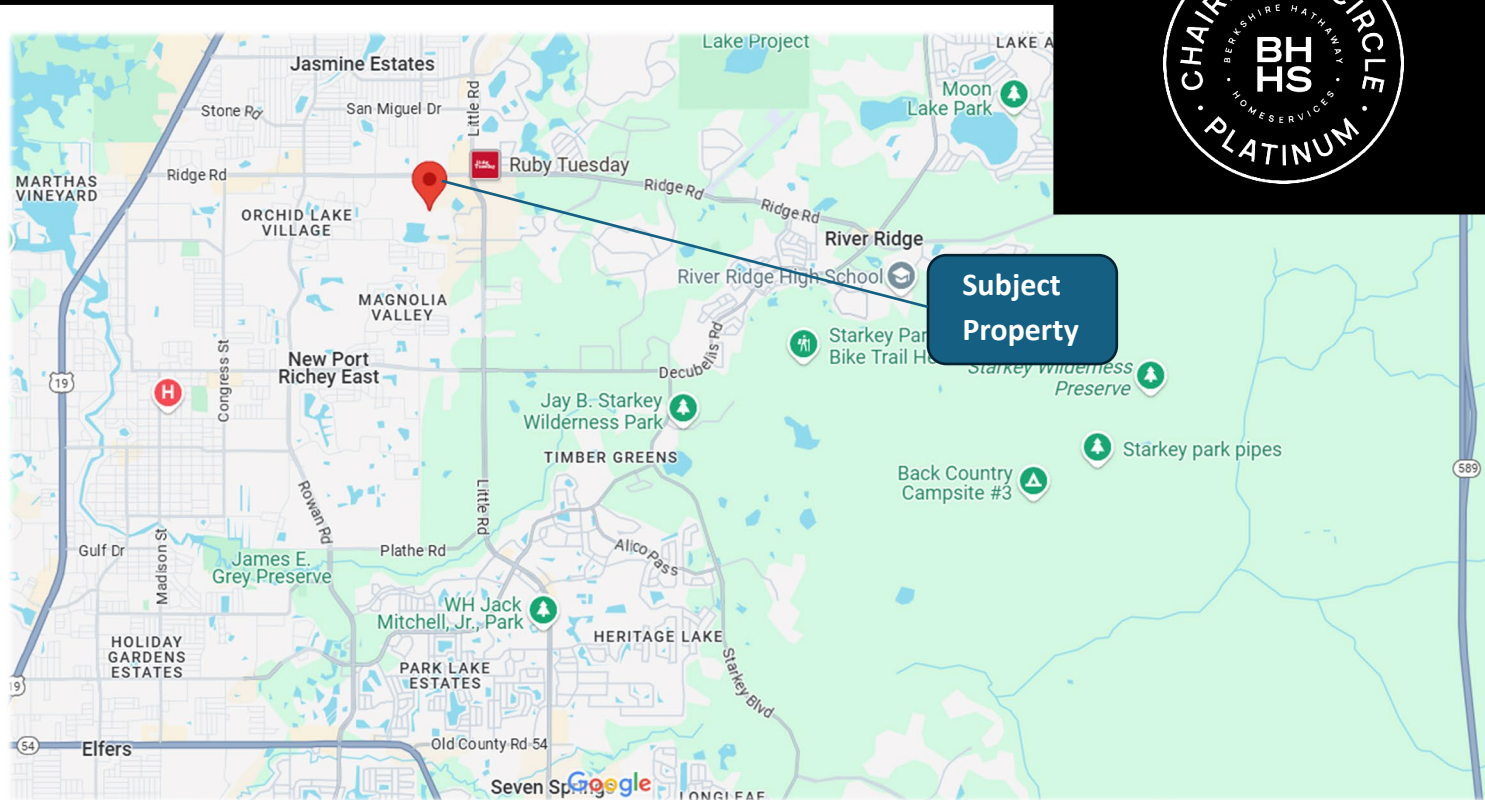 CHAIR
CIRCLE
BERKSHIRE HATHAWAY
BH
HS
HOMESERVICES
PLATINUM
Lake Project
LAKE A
Jasmine Estates
Moon
Lake Park
Stone Rd
San Miguel Dr
Little Rd
Ruby Tuesday
MARTHAS
VINEYARD
Ridge Rd
Ridge Rd
Ridge Rd
ORCHID LAKE
VILLAGE
River Ridge
River Ridge High School
Subject
Property
MAGNOLIA
VALLEY
Starkey Par
Bike Trail H
Starkey Wilderness
Preserve
New Port
Richey East
Congress St
Decubellis Rd
19
H
Jay B. Starkey
Wilderness Park
Starkey park pipes
TIMBER GREENS
Back Country
Campsite #3
589
Rowan Rd
Little Rd
Gulf Dr
Madison St
Plathe Rd
Alico Pass
James E.
Grey Preserve
WH Jack
Mitchell, Jr., Park
HOLIDAY
GARDENS
ESTATES
HERITAGE LAKE
PARK LAKE
ESTATES
Starkey Blvd
19
54
Elfers
Old County Rd 54
Seven Sp
Google
LONGLEAF